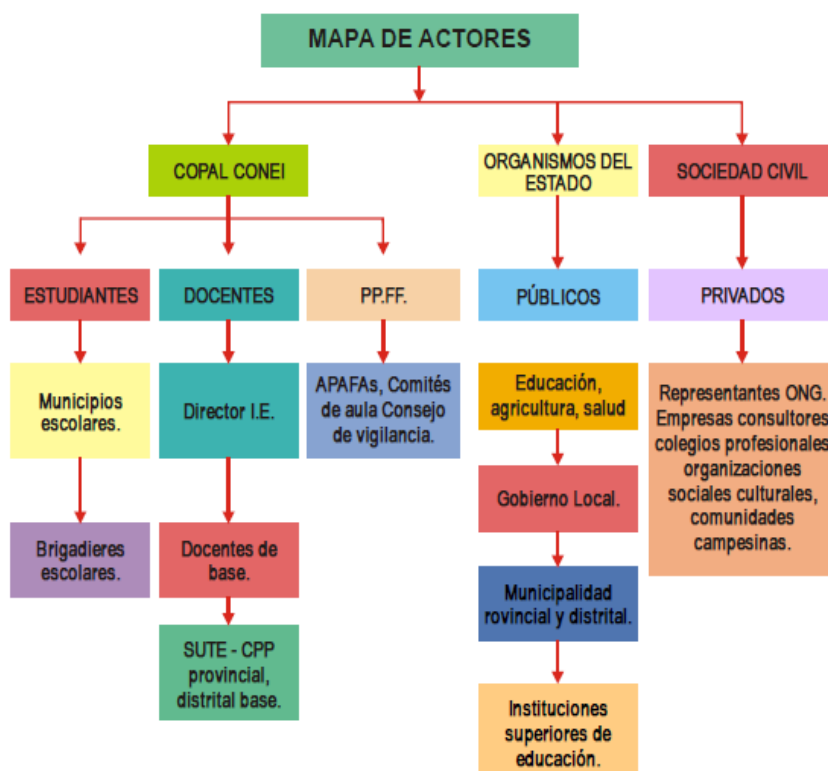 MAPA DE ACTORES
COPAL CONEI
ORGANISMOS DEL
ESTADO
SOCIEDAD CIVIL
ESTUDIANTES
DOCENTES
PP.FF.
PÚBLICOS
PRIVADOS
Municipios
escolares.
Director I.E.
APAFAs, Comités
de aula Consejo
de vigilancia.
Educación,
agricultura, salud
Representantes ONG.
Empresas consultores
colegios profesionales
organizaciones
sociales culturales,
comunidades
campesinas.
Gobierno Local.
Brigadieres
escolares.
Docentes de
base.
Municipalidad
rovincial y distrital.
SUTE - CPP
provincial,
distrital base.
Instituciones
superiores de
educación.